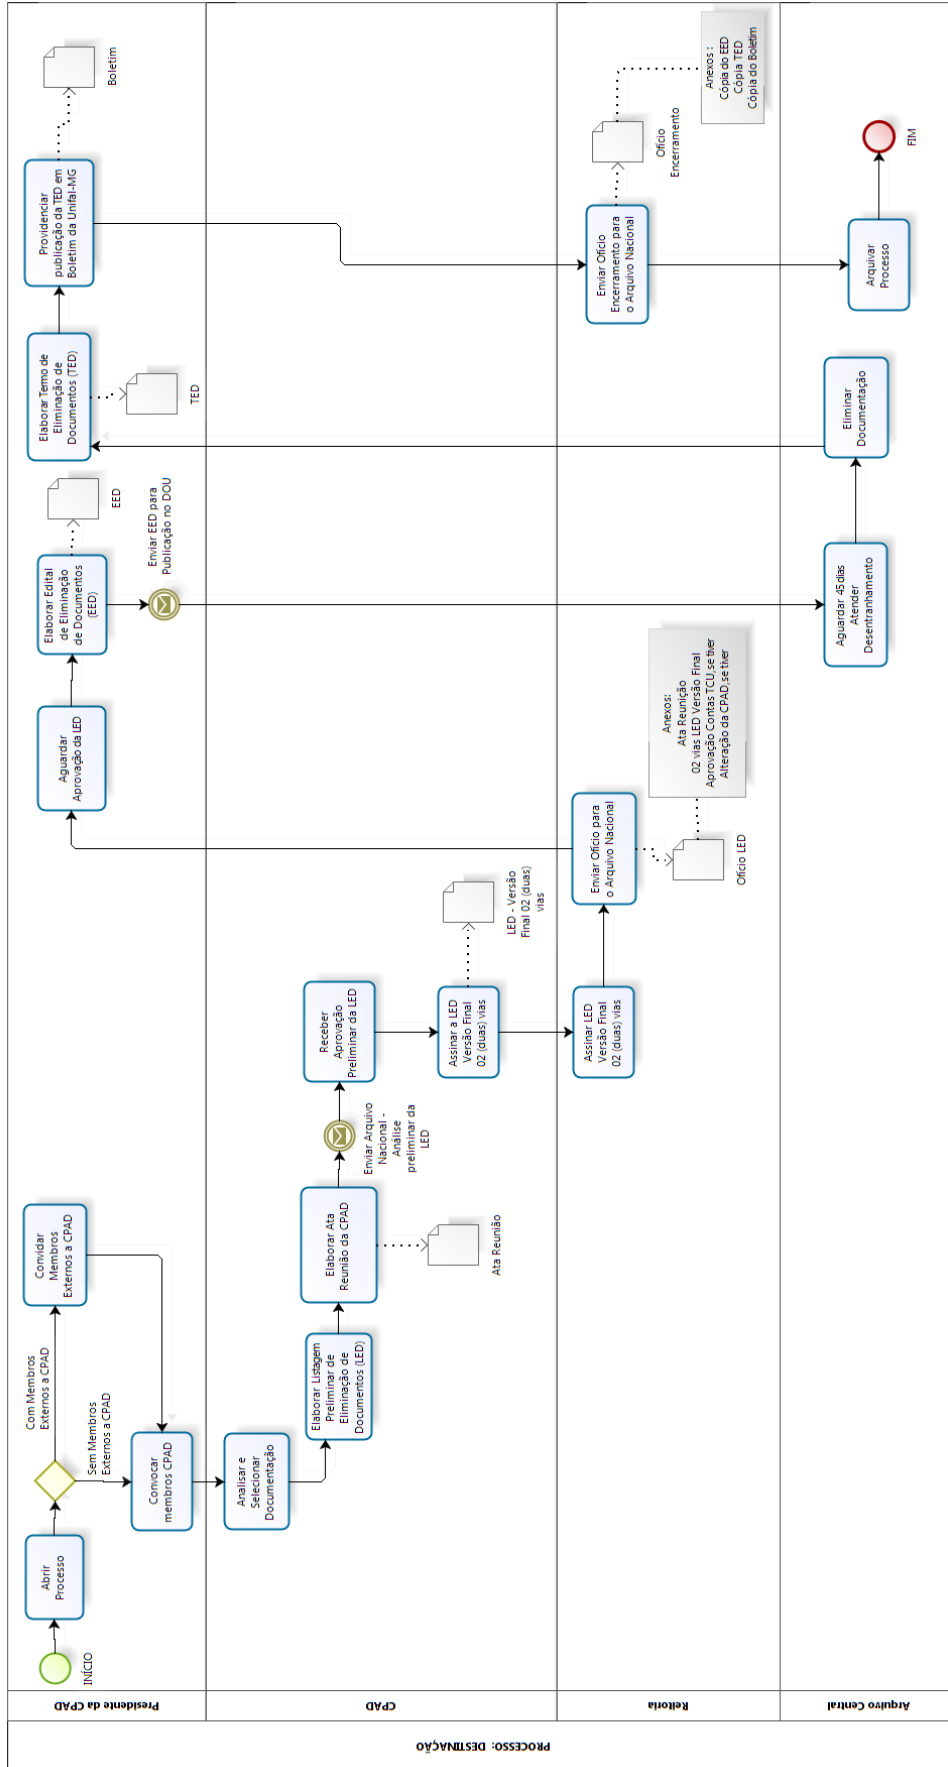 PROCESSO: DESTINAÇÃO
Presidente da CPAD
INÍCIO
Abrir
Processo
Com Membros
Externos a CPAD
Sem Membros
Externos a CPAD
Convidar
Membros
Externos a CPAD
Convocar
membros CPAD
Aguardar
Aprovação da LED
Elaborar Edital
de Eliminação
de Documentos
(EED)
EED
Enviar EED para
Publicação no DOU
Elaborar Termo de
Eliminação de
Documentos (TED)
TED
Providenciar
publicação da TED em
Boletim da Unifal-MG
Boletim
CPAD
Analisar e
Selecionar
Documentação
Elaborar Listagem
Preliminar de
Eliminação de
Documentos (LED)
Elaborar Ata
Reunião da CPAD
Ata Reunião
Enviar Arquivo
Nacional -
Análise
preliminar da
LED
Receber
Aprovação
Preliminar da LED
Assinar a LED
Versão Final
02 (duas) vias
LED - Versão
Final 02 (duas)
vias
Reitoria
Assinar LED
Versão Final
02 (duas) vias
Enviar Ofício para
o Arquivo Nacional
Ofício LED
Anexos:
Ata Reunição
02 vias LED Versão Final
Aprovação Contas TCU,se tiver
Alteração da CPAD,se tiver
Enviar Ofício
Encerramento para
o Arquivo Nacional
Ofício
Encerramento
Anexos :
Cópia do EED
Cópia TED
Cópia do Boletim
Arquivo Central
Aguardar 45dias
Atender
Desentranhamento
Eliminar
Documentação
Arquivar
Processo
FIM